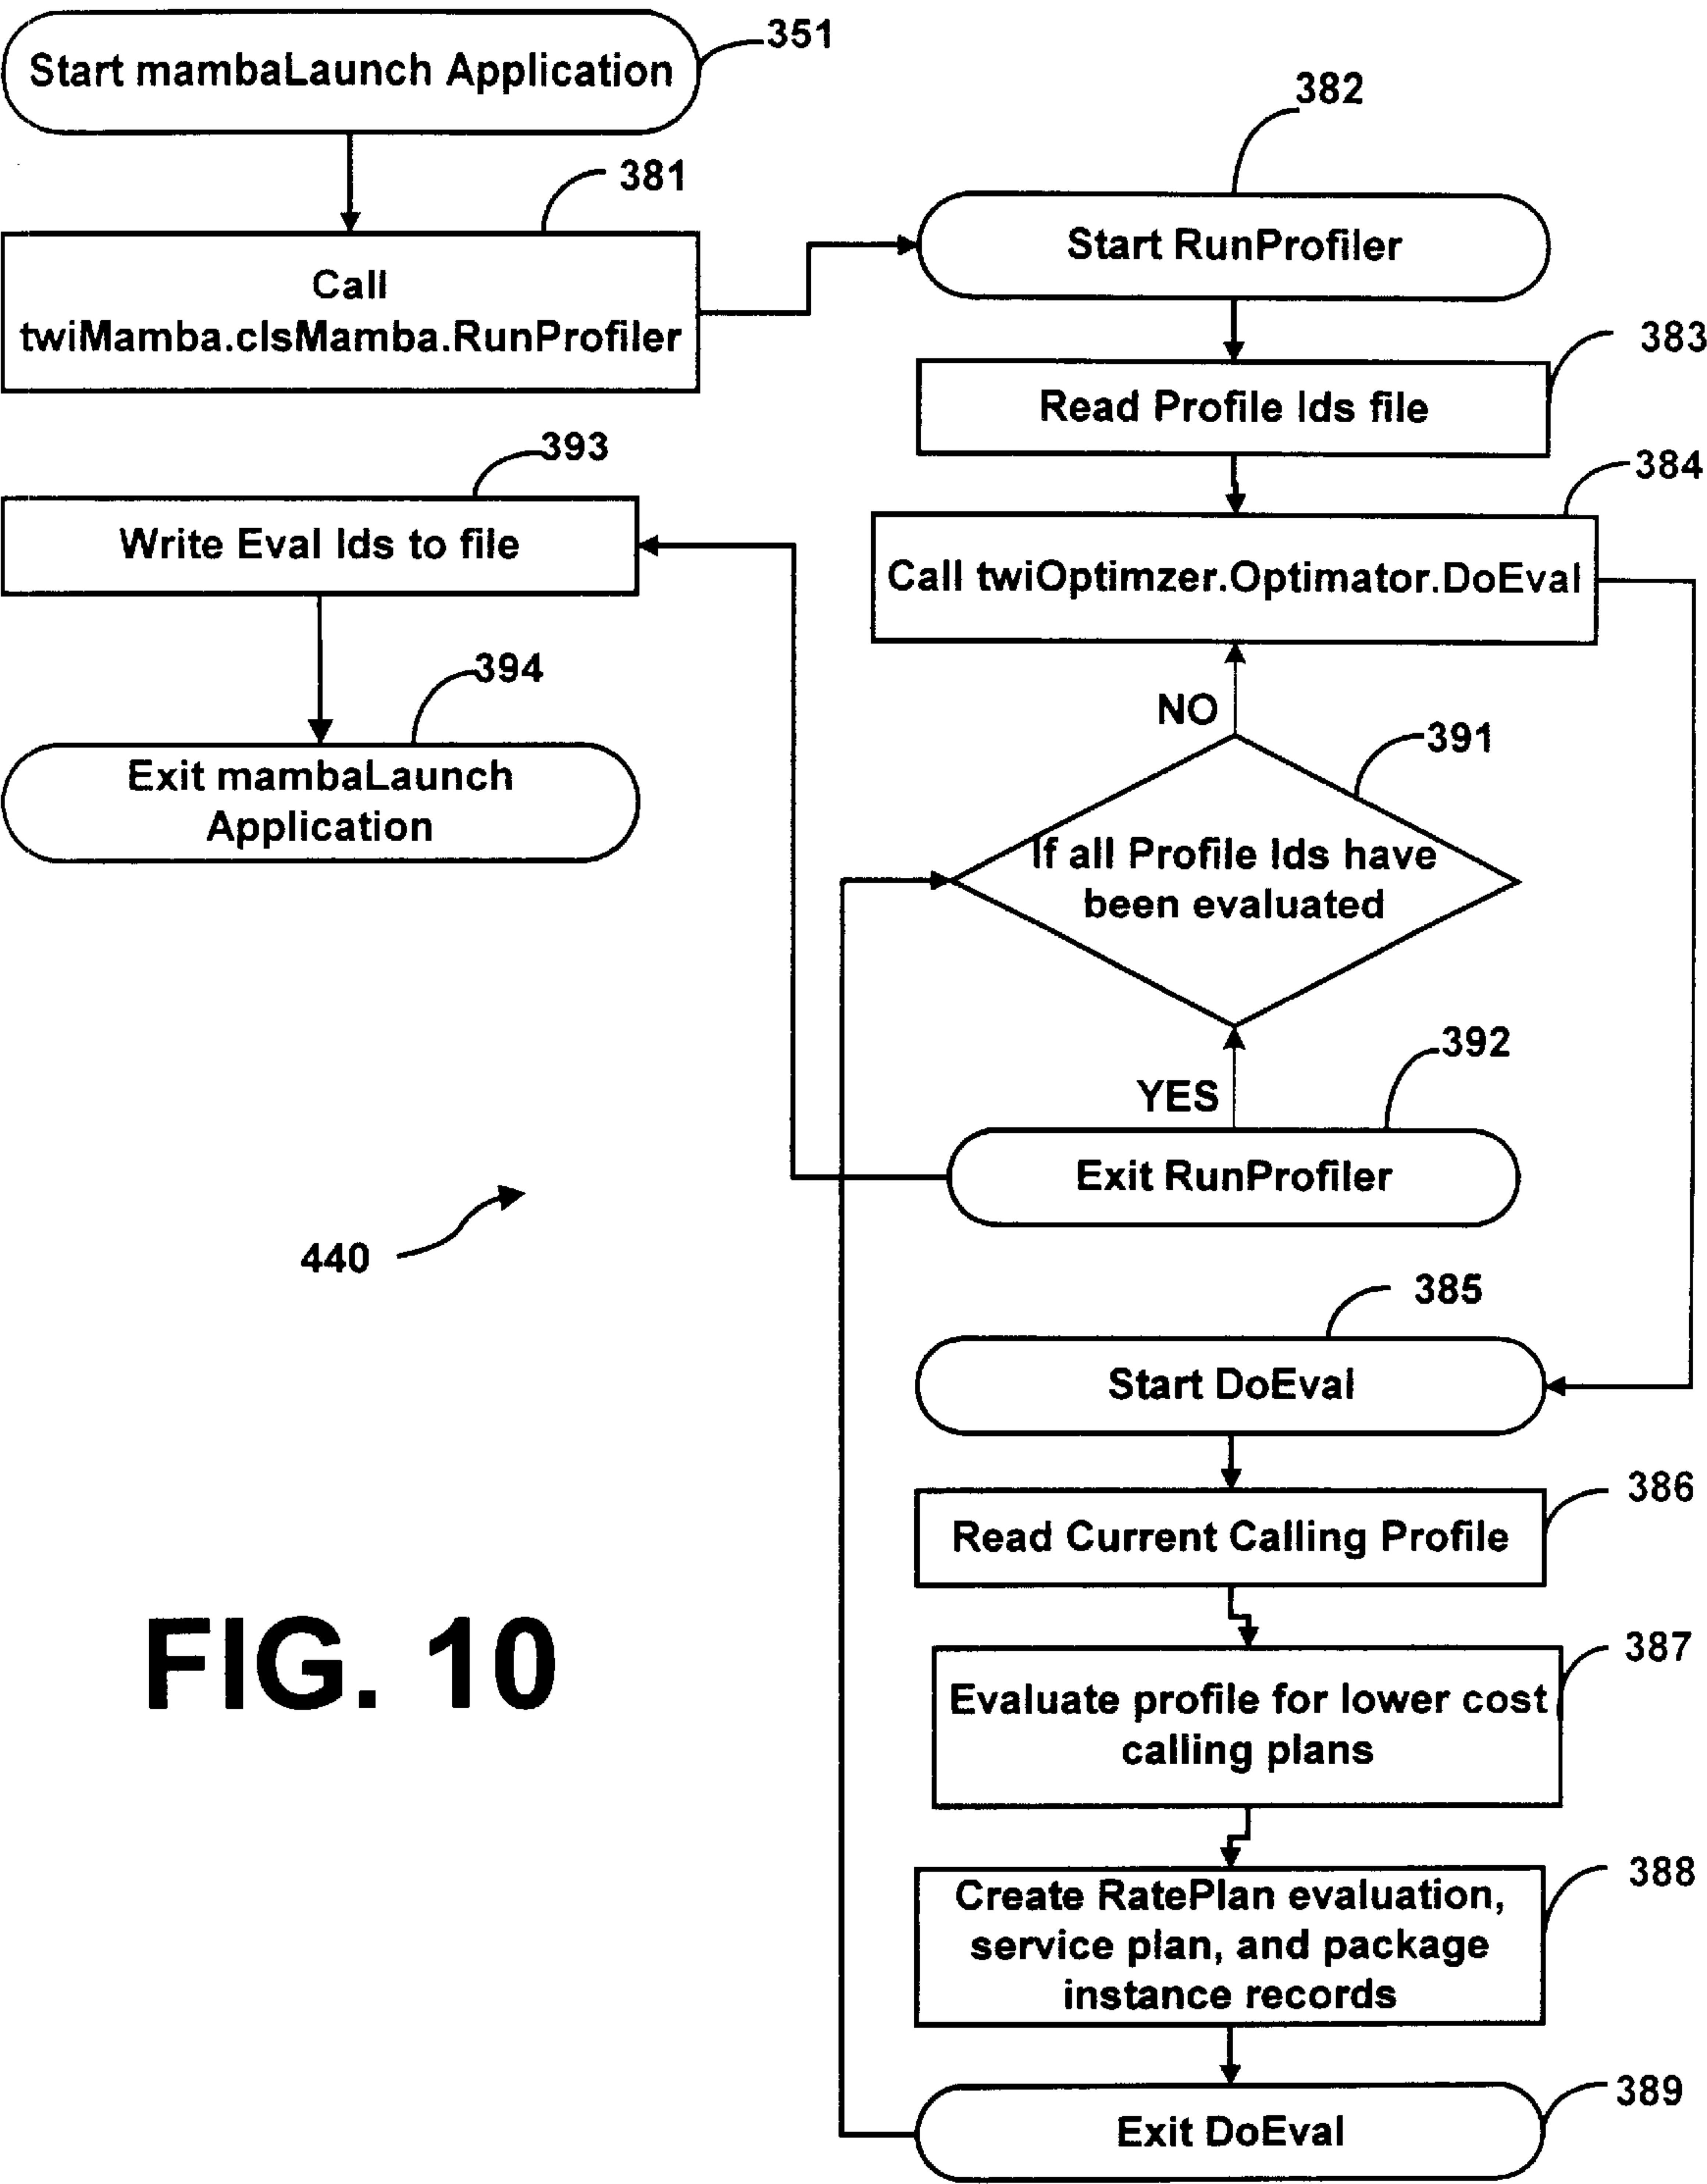 351
Start mambaLaunch Application
381
Call
twiMamba.clsMamba.RunProfiler
382
Start RunProfiler
383
Read Profile Ids file
384
Call twiOptimzer.Optimator.DoEval
393
Write Eval Ids to file
394
Exit mambaLaunch
Application
NO
391
If all Profile Ids have
been evaluated
YES
392
Exit RunProfiler
440
385
Start DoEval
386
Read Current Calling Profile
387
Evaluate profile for lower cost
calling plans
388
Create RatePlan evaluation,
service plan, and package
instance records
389
Exit DoEval
FIG. 10